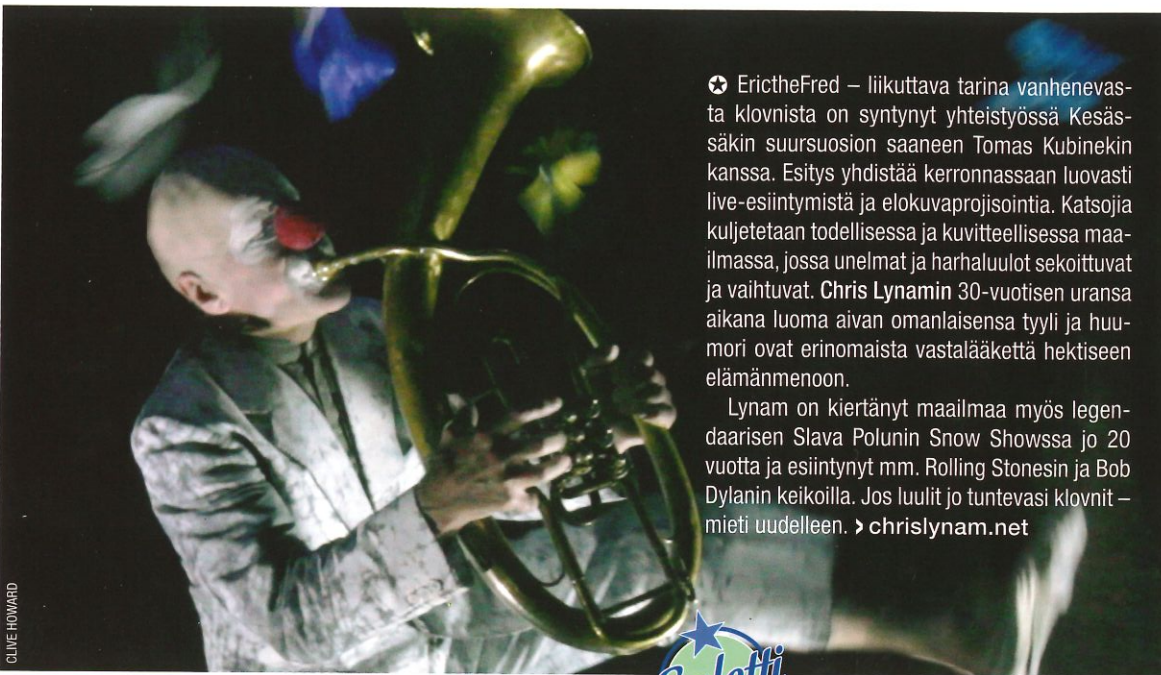 ✪ EricthеFred – liikuttava tarina vanhenevas-
ta klovnista on syntynyt yhteistyössä Kesäs-
säkin suursuosion saaneen Tomas Kubinekin
kanssa. Esitys yhdistää kerronnassaan luovasti
live-esiintymistä ja elokuvaprojisointia. Katsojia
kuljetetaan todellisessa ja kuvitteellisessa maa-
ilmassa, jossa unelmat ja harhaluulot sekoittuvat
ja vaihtuvat. Chris Lynamin 30-vuotisen uransa
aikana luoma aivan omanlaisensa tyyli ja huu-
mori ovat erinomaista vastalääkettä hektiseen
elämänmenoon.
Lynam on kiertänyt maailmaa myös legen-
daarisen Slava Polunin Snow Showssa jo 20
vuotta ja esiintynyt mm. Rolling Stonesin ja Bob
Dylanin keikoilla. Jos luulit jo tuntevasi klovnit –
mieti uudelleen. › chrislynam.net
CLIVE HOWARD